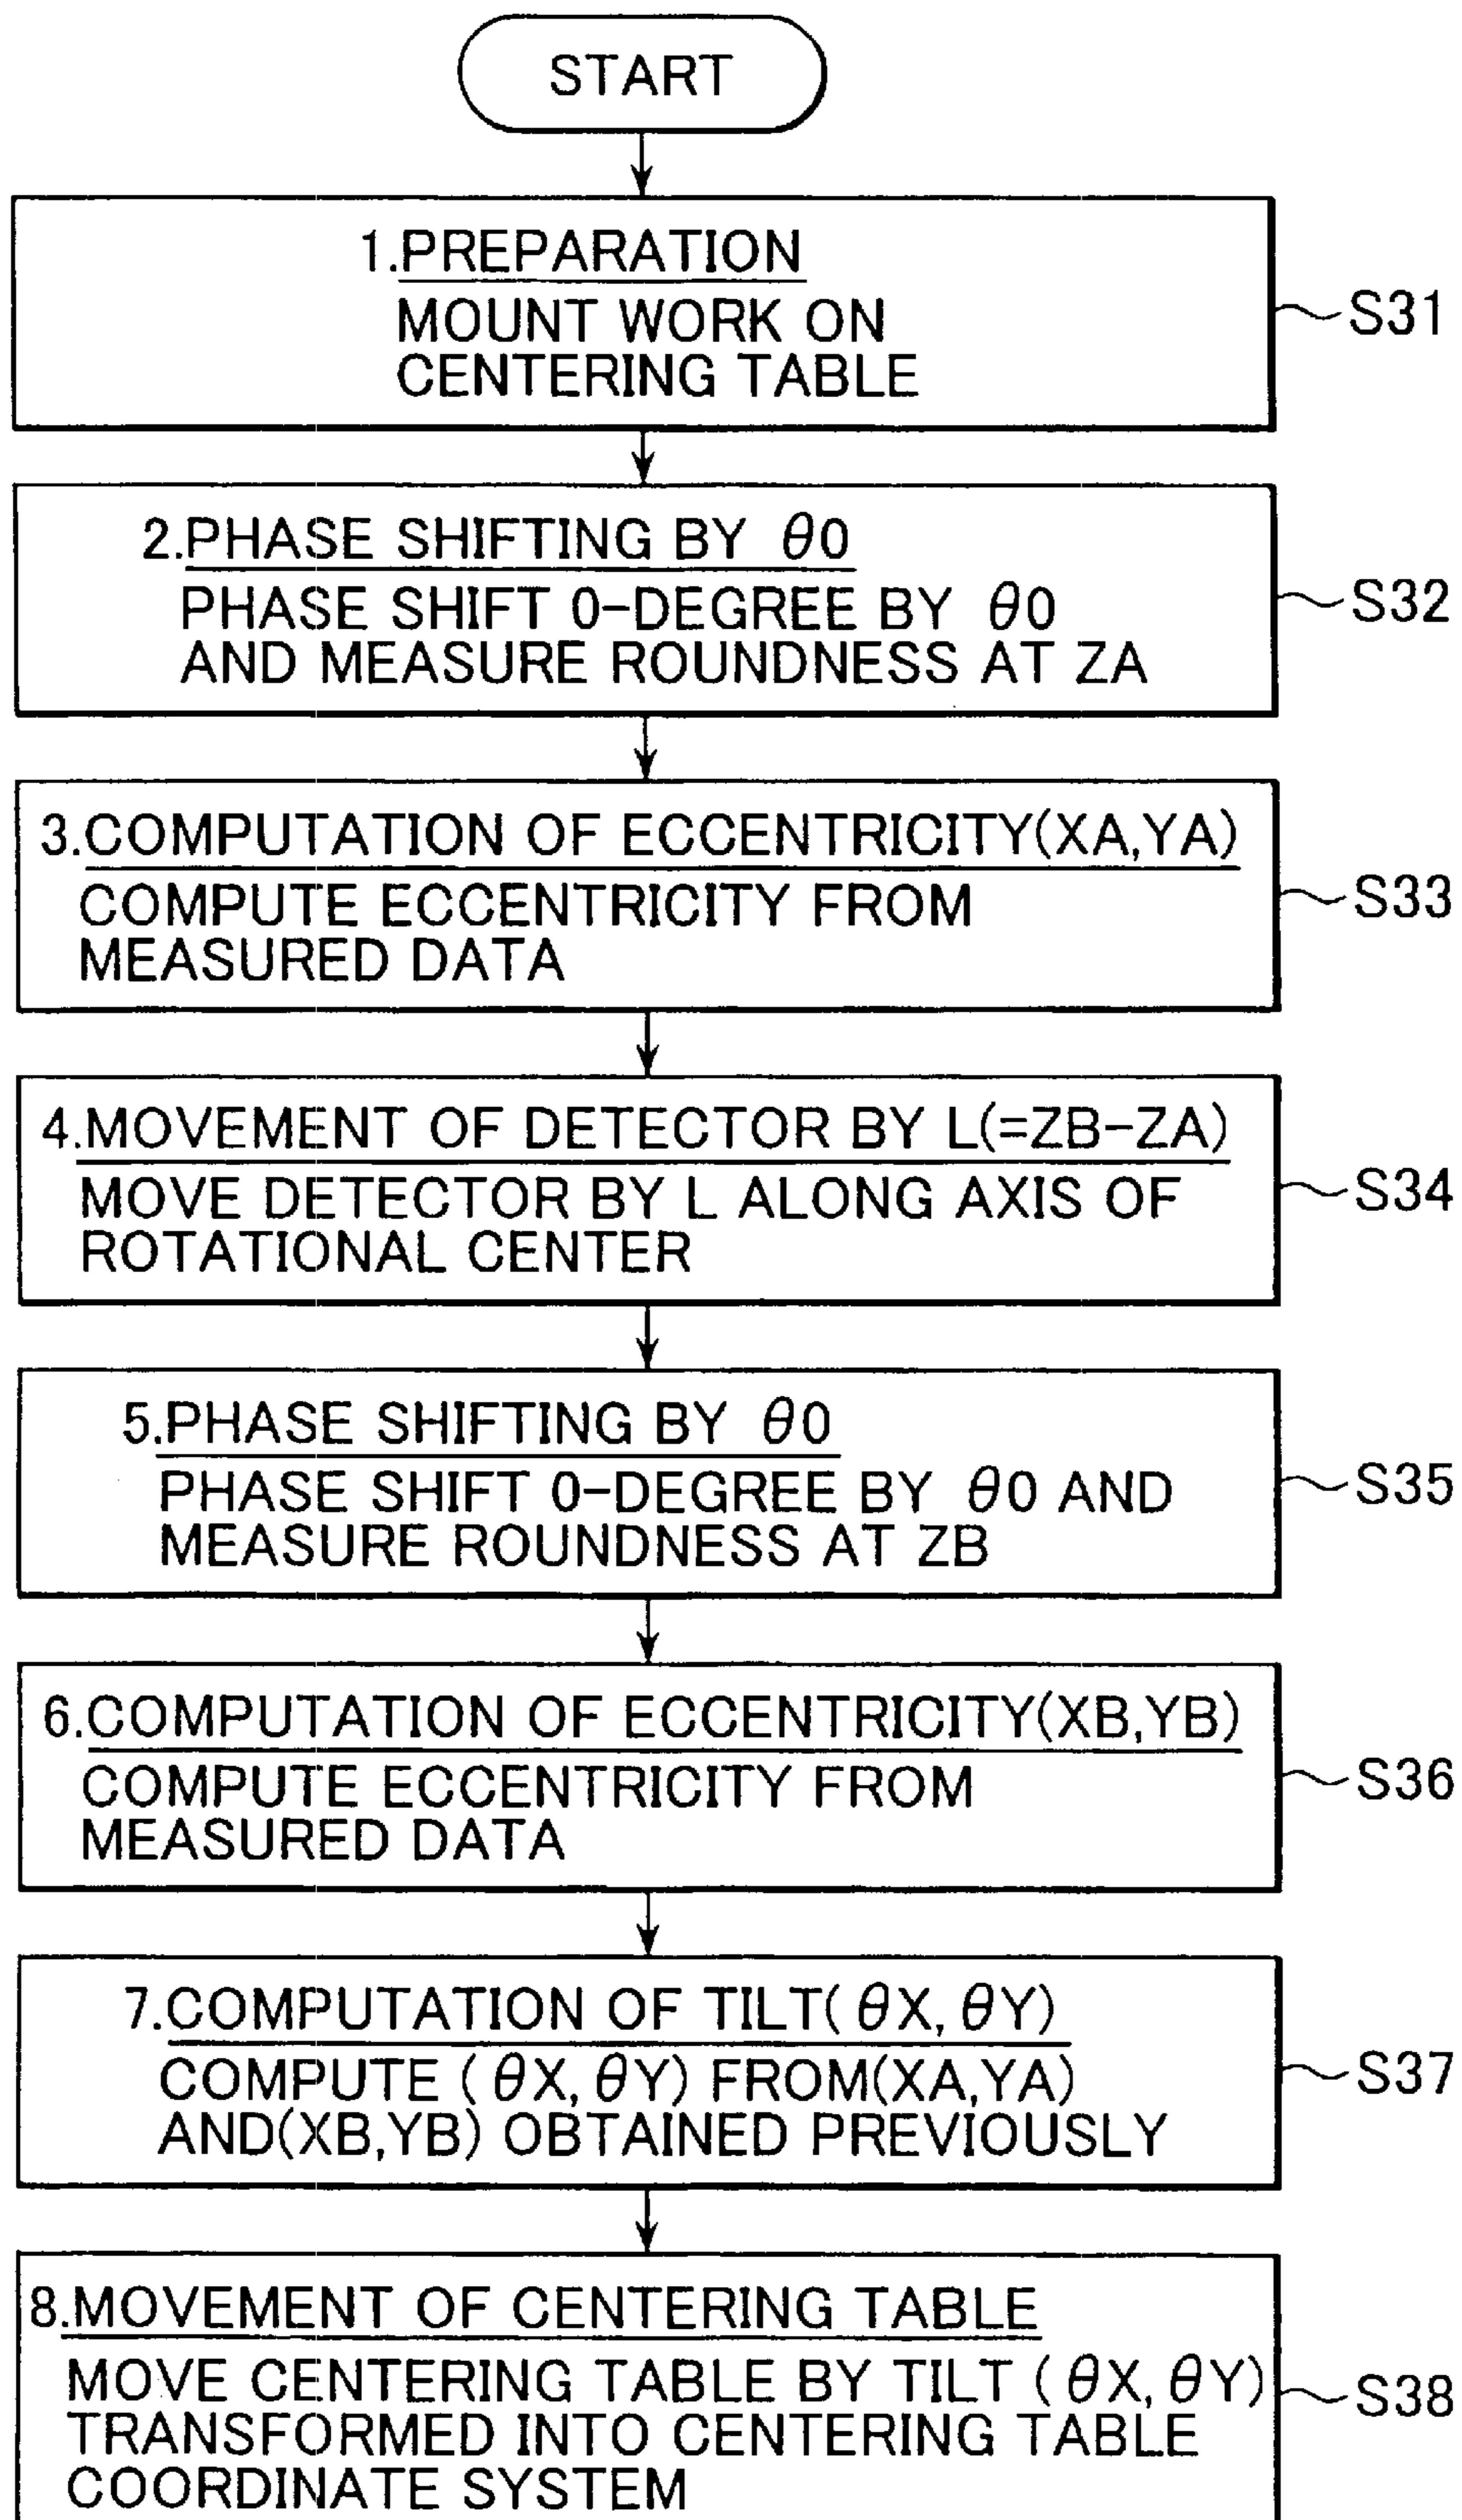 START
1.PREPARATION
MOUNT WORK ON
CENTERING TABLE
S31
2.PHASE SHIFTING BY θ0
PHASE SHIFT 0-DEGREE BY θ0
AND MEASURE ROUNDNESS AT ZA
S32
3.COMPUTATION OF ECCENTRICITY(XA,YA)
COMPUTE ECCENTRICITY FROM
MEASURED DATA
S33
4.MOVEMENT OF DETECTOR BY L(=ZB-ZA)
MOVE DETECTOR BY L ALONG AXIS OF
ROTATIONAL CENTER
S34
5.PHASE SHIFTING BY θ0
PHASE SHIFT 0-DEGREE BY θ0 AND
MEASURE ROUNDNESS AT ZB
S35
6.COMPUTATION OF ECCENTRICITY(XB,YB)
COMPUTE ECCENTRICITY FROM
MEASURED DATA
S36
7.COMPUTATION OF TILT(θX,θY)
COMPUTE (θX,θY) FROM(XA,YA)
AND(XB,YB) OBTAINED PREVIOUSLY
S37
8.MOVEMENT OF CENTERING TABLE
MOVE CENTERING TABLE BY TILT (θX,θY)
TRANSFORMED INTO CENTERING TABLE
COORDINATE SYSTEM
S38